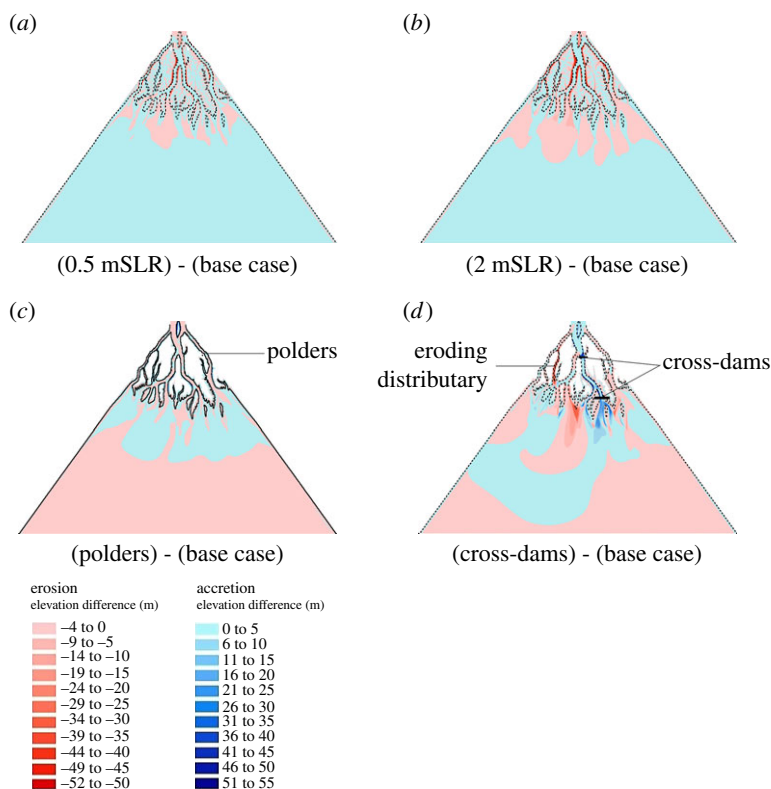 (a)
(b)
(0.5 mSLR) - (base case)
(2 mSLR) - (base case)
(c)
(d)
polders
eroding
distributary
cross-dams
(polders) - (base case)
(cross-dams) - (base case)
erosion
elevation difference (m)
–4 to 0
–9 to –5
–14 to –10
–19 to –15
–24 to –20
–29 to –25
–34 to –30
–39 to –35
–44 to –40
–49 to –45
–52 to –50
accretion
elevation difference (m)
0 to 5
6 to 10
11 to 15
16 to 20
21 to 25
26 to 30
31 to 35
36 to 40
41 to 45
46 to 50
51 to 55